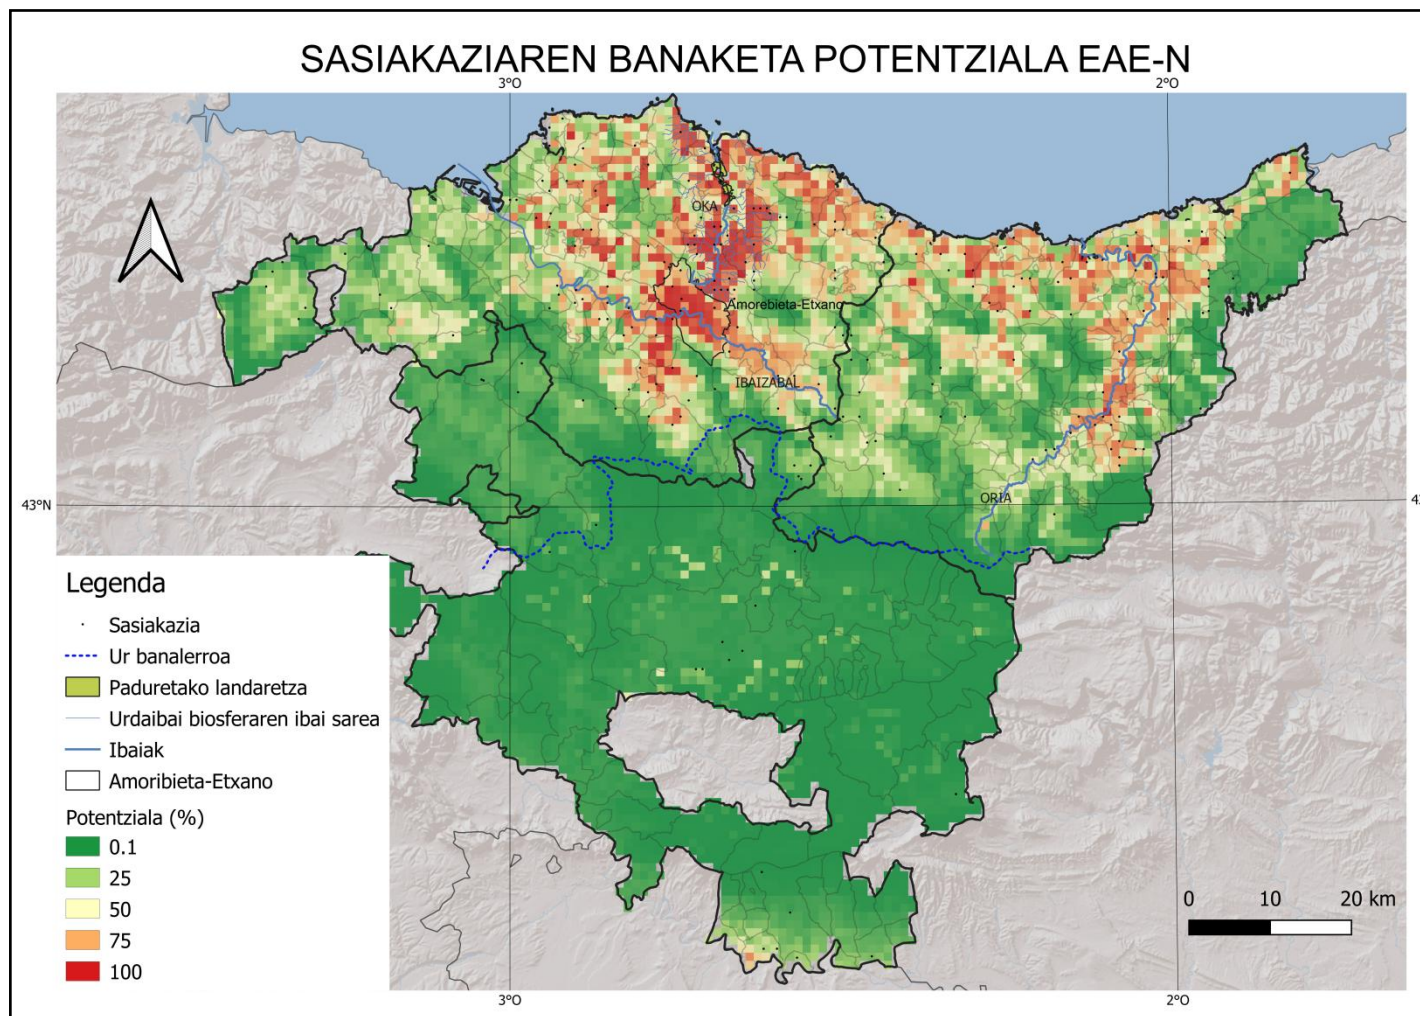 SASIAKAZIAREN BANAKETA POTENTZIALA EAE-N
3°O
2°O
OKA
Amorebieta-Etxano
IBAIZABAL
43°N
ORIA
Legenda
Sasiakazia
Ur banalerroa
Paduretako landaretza
Urdaibai biosferaren ibai sarea
Ibaiak
Amoribieta-Etxano
Potentziala (%)
0.1
25
50
75
100
0 10 20 km
3°O
2°O